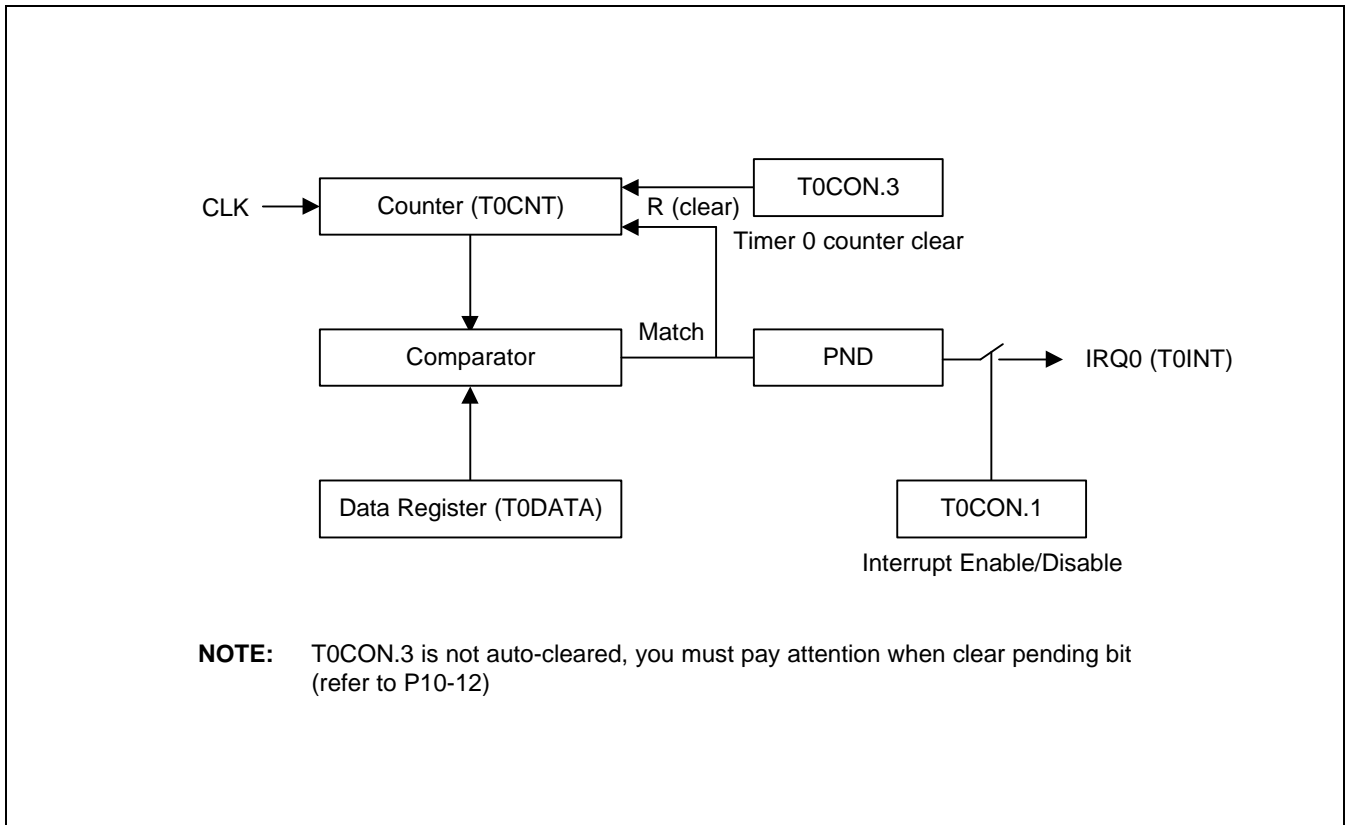 T0CON.3
CLK
Counter (T0CNT)
R (clear)
Timer 0 counter clear
Match
Comparator
PND
IRQ0 (T0INT)
Data Register (T0DATA)
T0CON.1
Interrupt Enable/Disable
NOTE: T0CON.3 is not auto-cleared, you must pay attention when clear pending bit
(refer to P10-12)